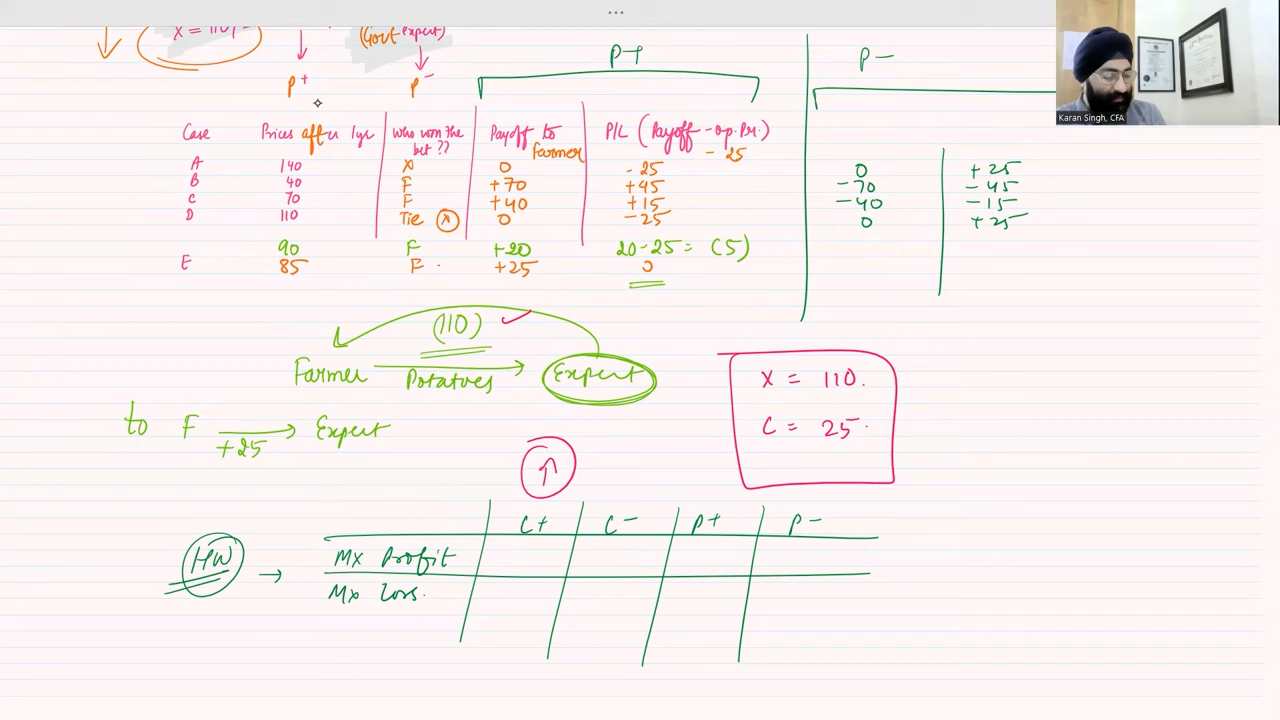 X = 110/-
(Govt expert)
P+ P-
P+ P-
Case Prices after 1yr who won the bet ?? Payoff to Farmer P/L (Payoff - Op. Pr.)
- 25
A 140 X 0 -25 0 +25
B 40 F +70 +45 -70 -45
C 70 F +40 +15 -40 -15
D 110 Tie X 0 -25 0 +25
90 F +20 20-25= (5)
E 85 F. +25 0
(110)
Farmer Potatoes Expert
X = 110.
to F +25 Expert
C = 25.
↑
C+ C- P+ P-
HW → Mx Profit
Mx Loss.
Karan Singh, CFA